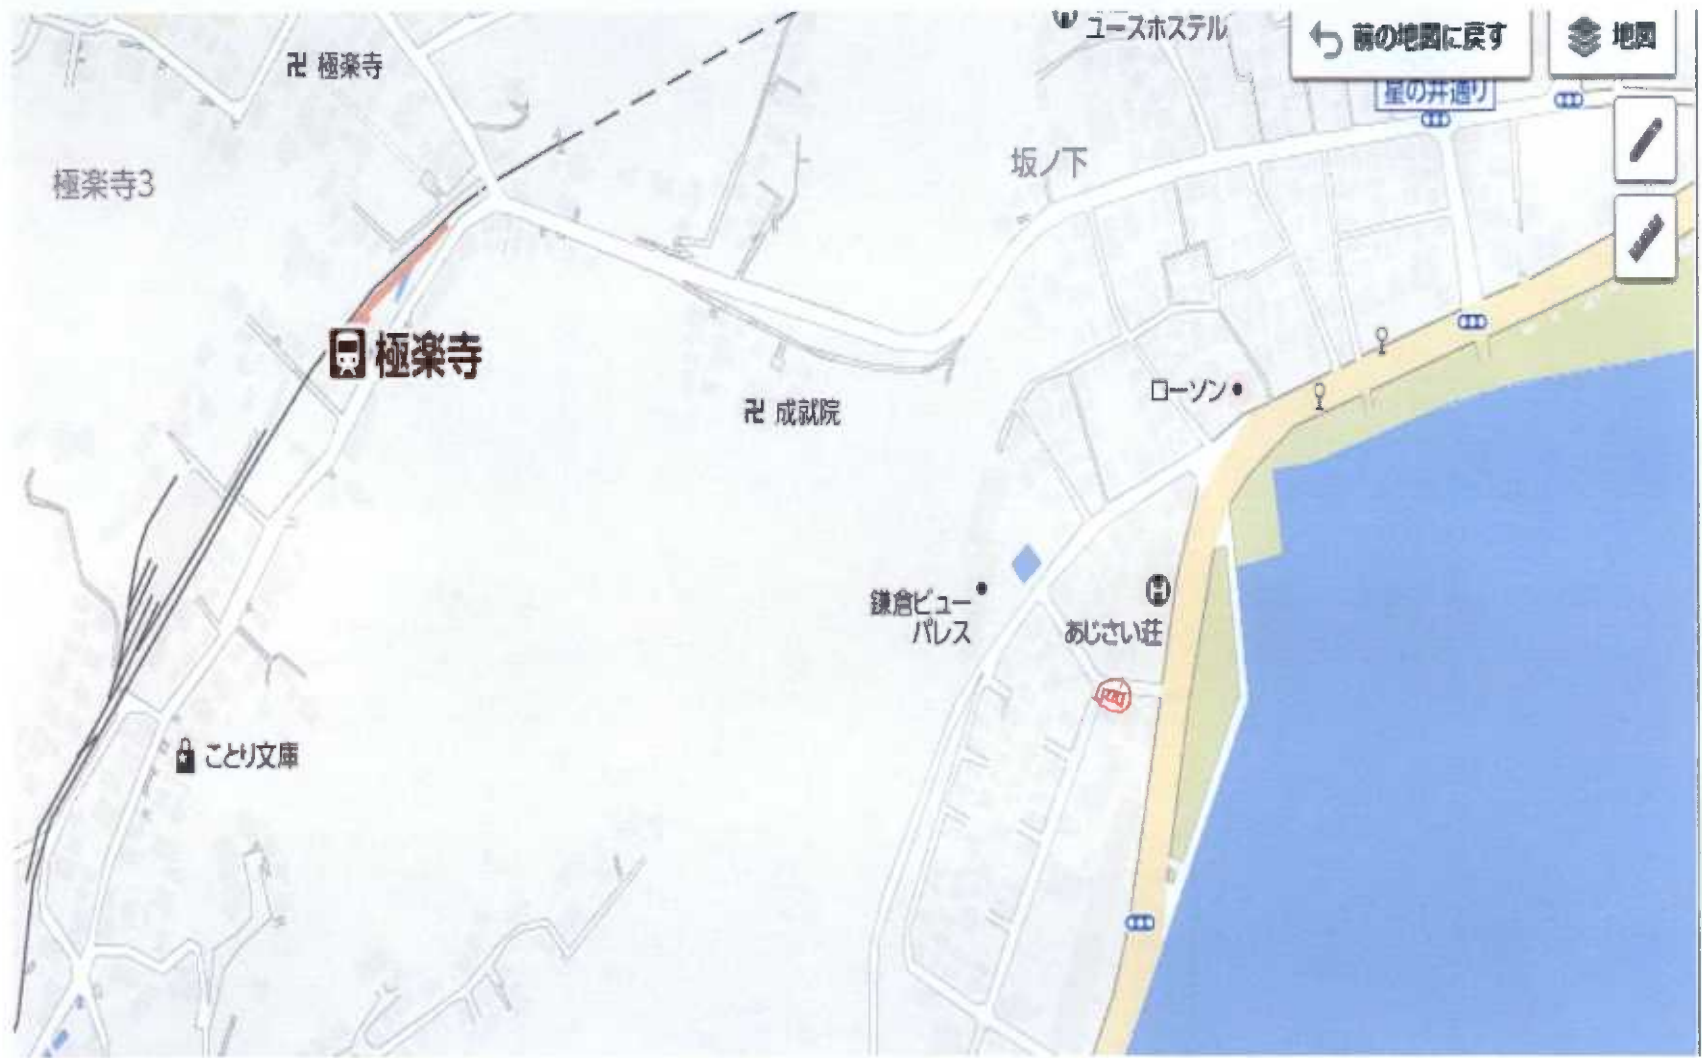 ユースホステル
前の地図に戻す
地図
卍 極楽寺
星の井通り
坂ノ下
極楽寺3
極楽寺
ローソン
卍 成就院
鎌倉ビュー
パレス
あじさい荘
ことり文庫